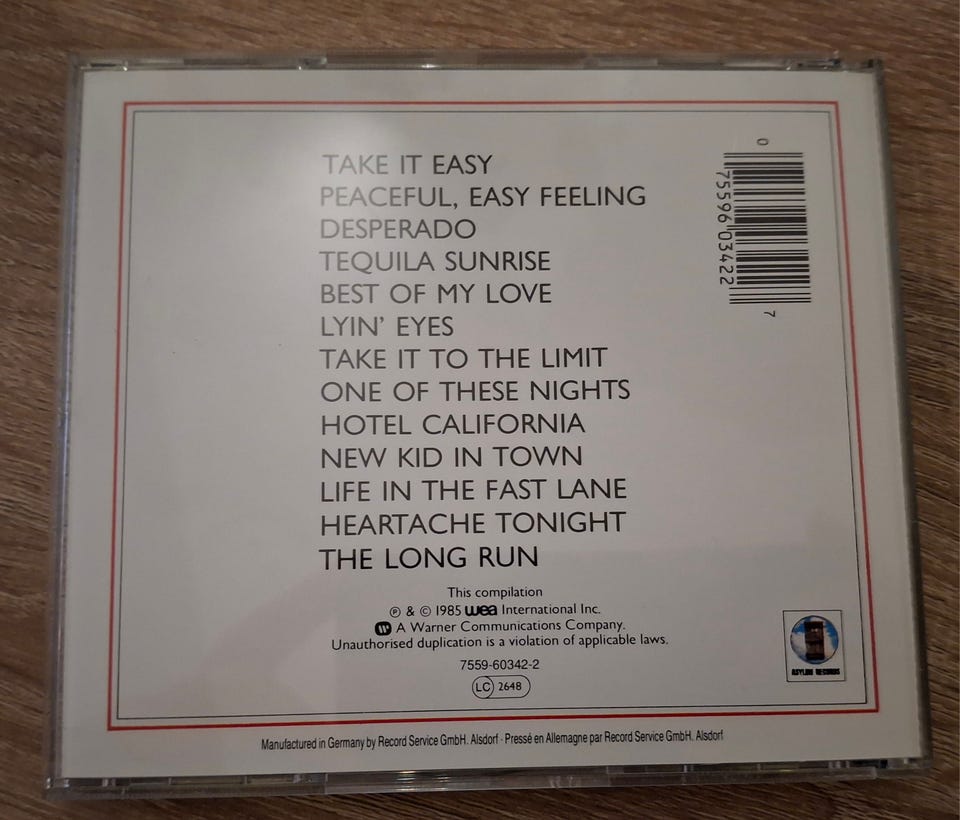 TAKE IT EASY
PEACEFUL, EASY FEELING
DESPERADO
TEQUILA SUNRISE
BEST OF MY LOVE
LYIN' EYES
TAKE IT TO THE LIMIT
ONE OF THESE NIGHTS
HOTEL CALIFORNIA
NEW KID IN TOWN
LIFE IN THE FAST LANE
HEARTACHE TONIGHT
THE LONG RUN
0 75596 03422 7
This compilation
℗ & © 1985 wea International Inc.
A Warner Communications Company.
Unauthorised duplication is a violation of applicable laws.
7559-60342-2
LC 2648
ASYLUM RECORDS
Manufactured in Germany by Record Service GmbH. Alsdorf · Pressé en Allemagne par Record Service GmbH. Alsdorf